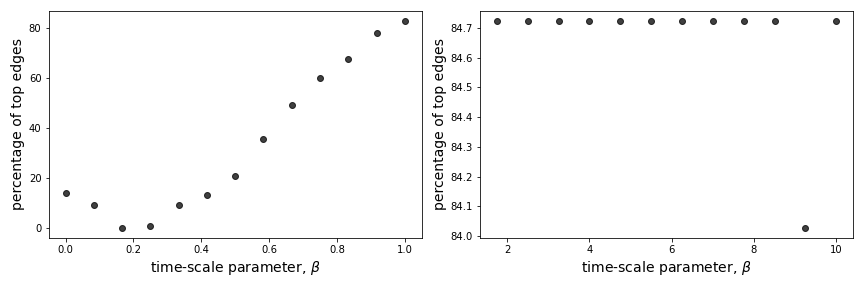 percentage of top edges
80
60
40
20
0
0.0 0.2 0.4 0.6 0.8 1.0
time-scale parameter, β
percentage of top edges
84.7
84.6
84.5
84.4
84.3
84.2
84.1
84.0
2 4 6 8 10
time-scale parameter, β